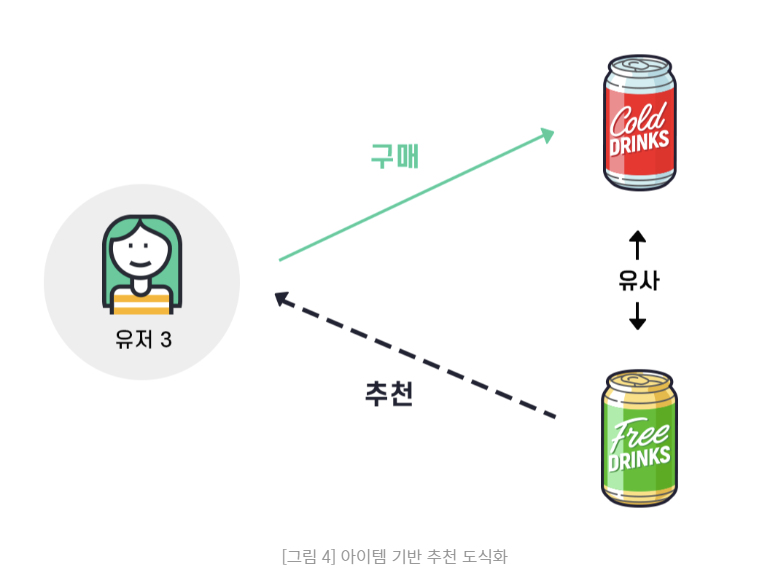 Cold
DRINKS
구매
유사
유저 3
추천
Free
DRINKS
[그림 4] 아이템 기반 추천 도식화